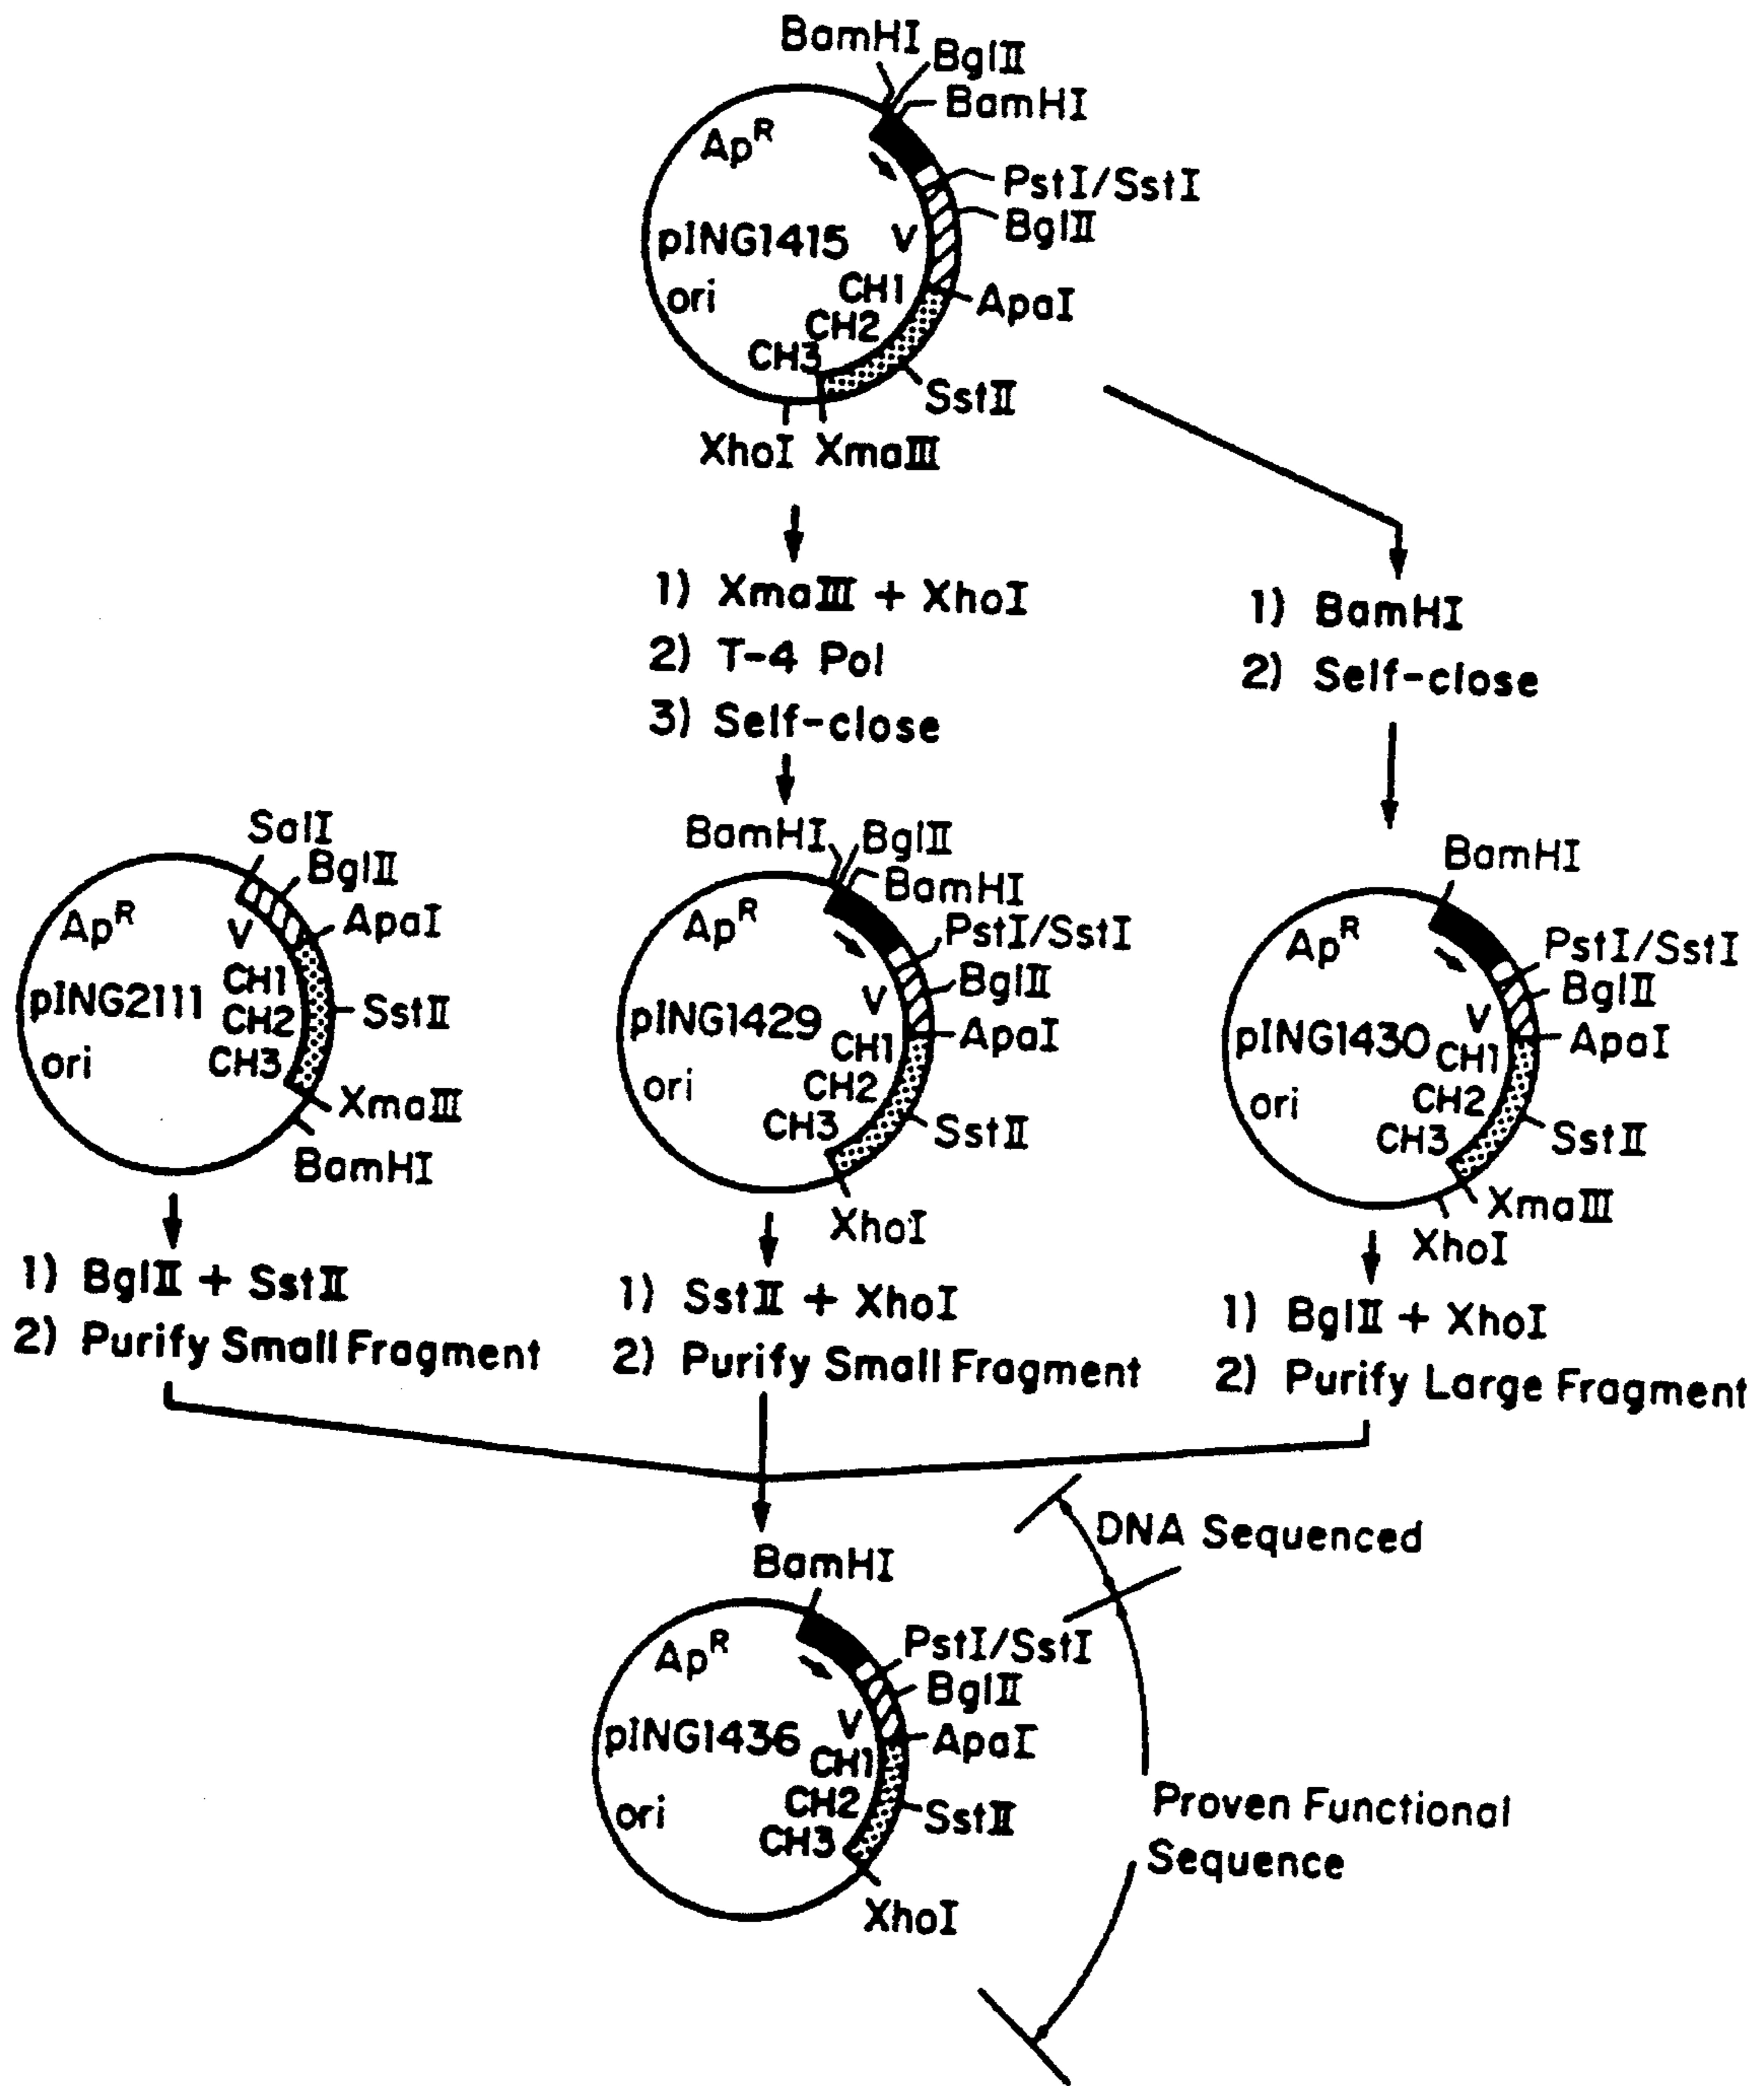 BamHI
BglII
BamHI
Ap^R
PstI/SstI
BglII
pING1415
V
ori
CH1
ApaI
CH2
CH3
SstII
XhoI XmaIII
1) XmaIII + XhoI
2) T-4 Pol
3) Self-close
1) BamHI
2) Self-close
SalI
BglII
Ap^R
ApaI
V
CH1
pING2111
CH2
SstII
ori
CH3
XmaIII
BamHI
1) BglII + SstII
2) Purify Small Fragment
BamHI
BglII
BamHI
Ap^R
PstI/SstI
BglII
V
pING1429
CH1
ApaI
ori
CH2
CH3
SstII
XhoI
1) SstII + XhoI
2) Purify Small Fragment
BamHI
Ap^R
PstI/SstI
BglII
V
pING1430
CH1
ApaI
ori
CH2
CH3
SstII
XmaIII
XhoI
1) BglII + XhoI
2) Purify Large Fragment
DNA Sequenced
BamHI
Ap^R
PstI/SstI
BglII
V
pING1436
ApaI
CH1
CH2
ori
SstII
CH3
XhoI
Proven Functional
Sequence